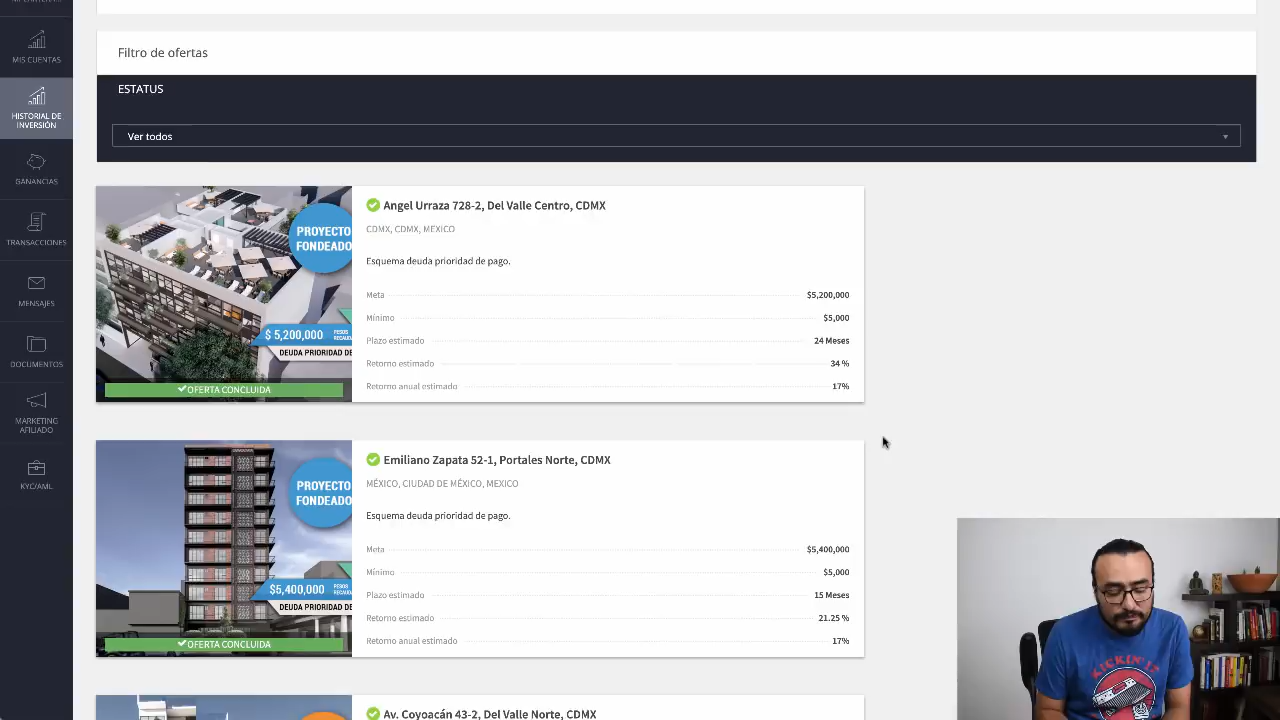 Filtro de ofertas
ESTATUS
Ver todos
MIS CUENTAS
HISTORIAL DE
INVERSIÓN
GANANCIAS
TRANSACCIONES
MENSAJES
DOCUMENTOS
MARKETING
AFILIADO
KYC/AML
PROYECTO
FONDEADO
$ 5,200,000
PESOS
DEUDA PRIORIDAD DE
OFERTA CONCLUIDA
Angel Urraza 728-2, Del Valle Centro, CDMX
CDMX, CDMX, MEXICO
Esquema deuda prioridad de pago.
Meta $5,200,000
Mínimo $5,000
Plazo estimado 24 Meses
Retorno estimado 34 %
Retorno anual estimado 17%
PROYECTO
FONDEADO
$5,400,000
PESOS
DEUDA PRIORIDAD DE
OFERTA CONCLUIDA
Emiliano Zapata 52-1, Portales Norte, CDMX
MÉXICO, CIUDAD DE MÉXICO, MEXICO
Esquema deuda prioridad de pago.
Meta $5,400,000
Mínimo $5,000
Plazo estimado 15 Meses
Retorno estimado 21.25 %
Retorno anual estimado 17%
Av. Coyoacán 43-2, Del Valle Norte, CDMX
KICKIN' IT